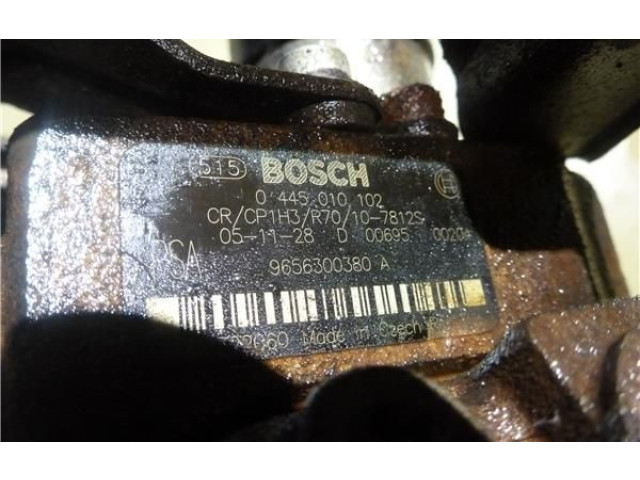 515 BOSCH
0 445 010 102
CR/CP1H3/R70/10-7812S
05-11-28 D 00695
PSA
9656300380 A
Made in Czech